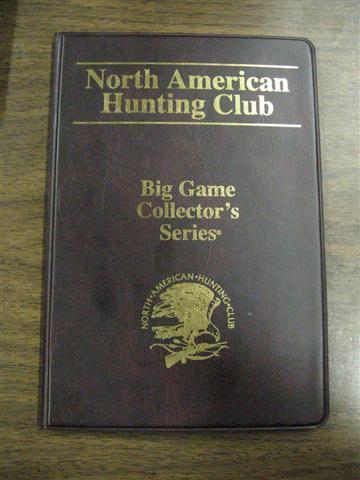 North American
Hunting Club
Big Game
Collector's
Series®
NORTH•AMERICAN•HUNTING•CLUB